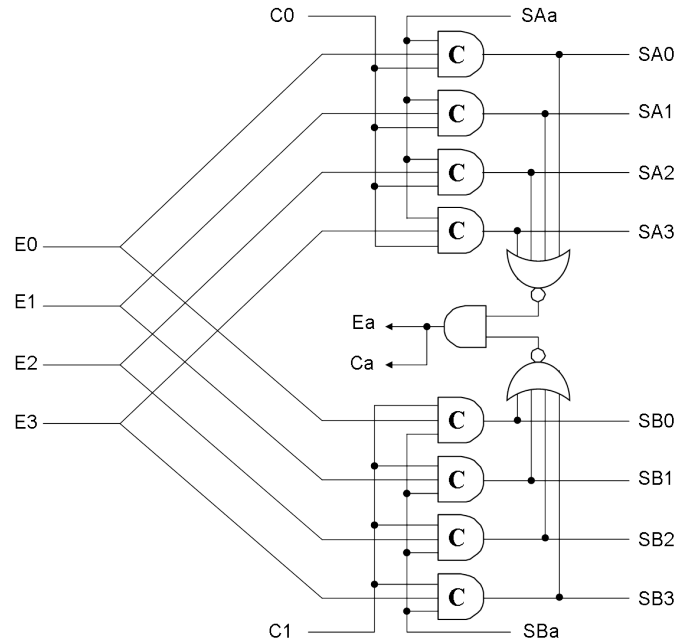 C0 SAa
C SA0
C SA1
C SA2
C SA3
E0
E1
Ea
E2
Ca
E3
C SB0
C SB1
C SB2
C SB3
C1 SBa